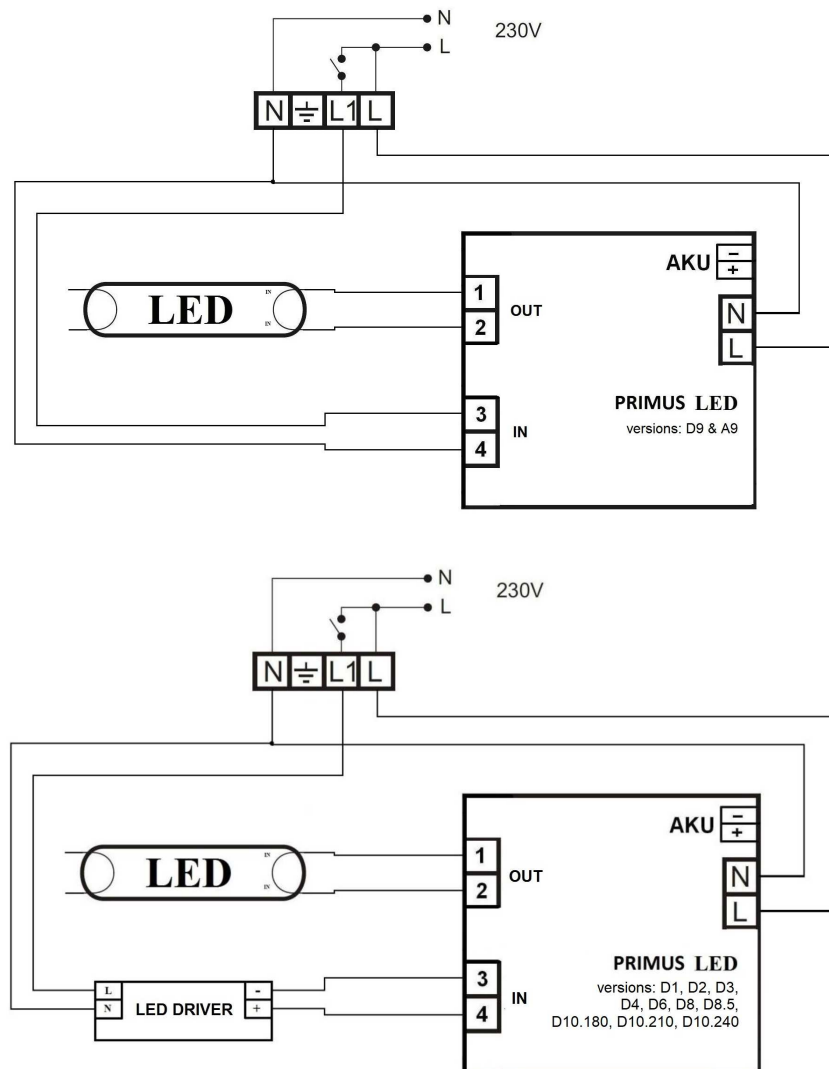 N
230V
L
N L1 L
AKU - +
LED IN IN
1
2
OUT
N
L
3
4
IN
PRIMUS LED
versions: D9 & A9
N
230V
L
N L1 L
AKU - +
LED IN IN
1
2
OUT
N
L
3
4
IN
L
N
LED DRIVER
-
+
PRIMUS LED
versions: D1, D2, D3,
D4, D6, D8, D8.5,
D10.180, D10.210, D10.240